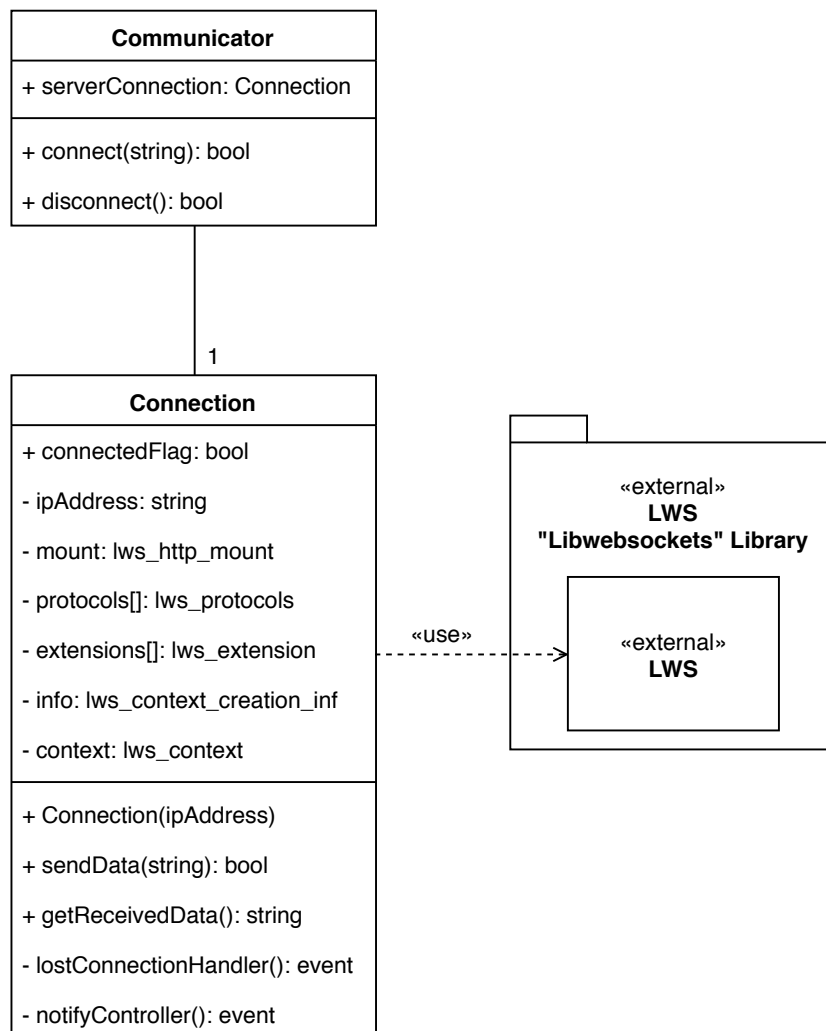 Communicator
+ serverConnection: Connection
+ connect(string): bool
+ disconnect(): bool
1
Connection
+ connectedFlag: bool
- ipAddress: string
- mount: lws_http_mount
- protocols[]: lws_protocols
- extensions[]: lws_extension
- info: lws_context_creation_inf
- context: lws_context
+ Connection(ipAddress)
+ sendData(string): bool
+ getReceivedData(): string
- lostConnectionHandler(): event
- notifyController(): event
«use»
«external»
LWS
"Libwebsockets" Library
«external»
LWS